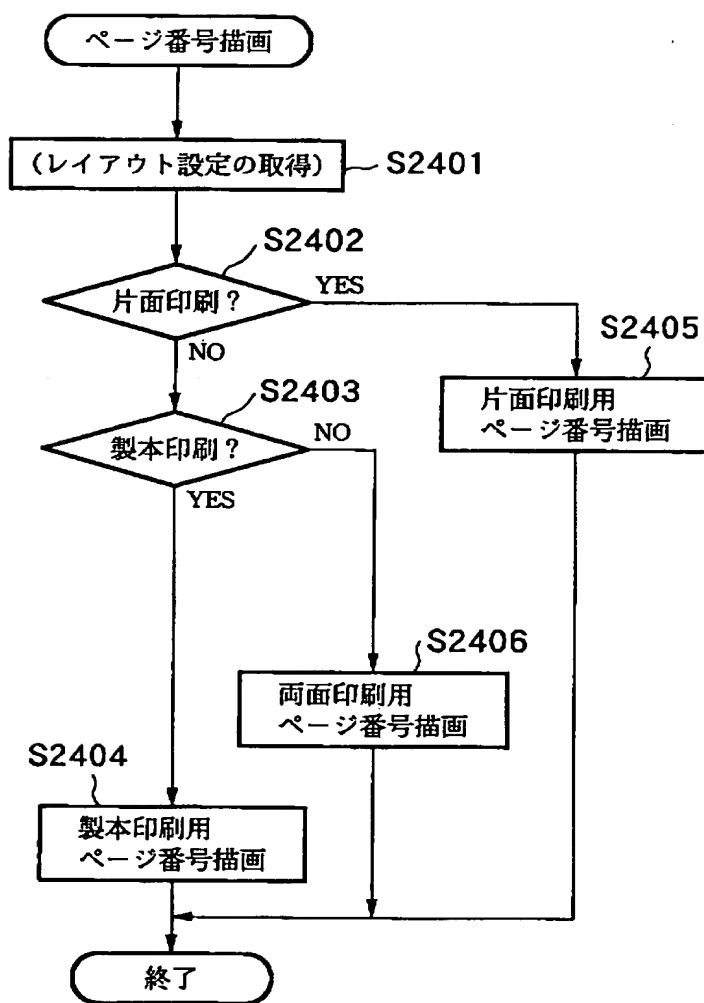 ページ番号描画
(レイアウト設定の取得)
S2401
S2402
片面印刷?
YES
NO
S2405
片面印刷用
ページ番号描画
S2403
製本印刷?
NO
YES
S2406
両面印刷用
ページ番号描画
S2404
製本印刷用
ページ番号描画
終了